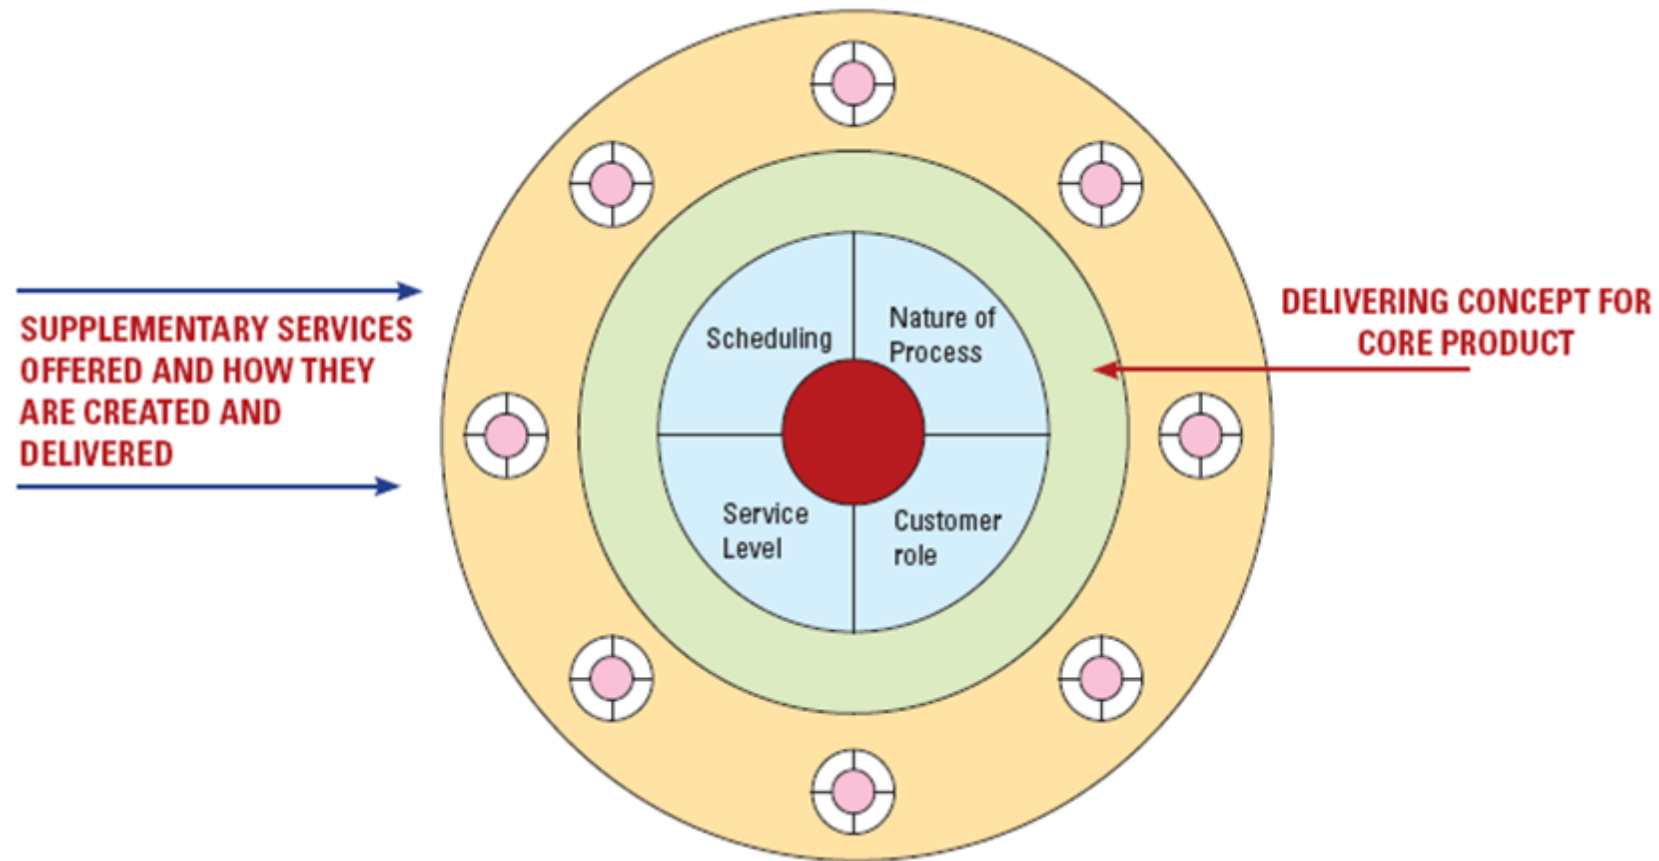 SUPPLEMENTARY SERVICES
OFFERED AND HOW THEY
ARE CREATED AND
DELIVERED
Scheduling
Nature of
Process
Service
Level
Customer
role
DELIVERING CONCEPT FOR
CORE PRODUCT